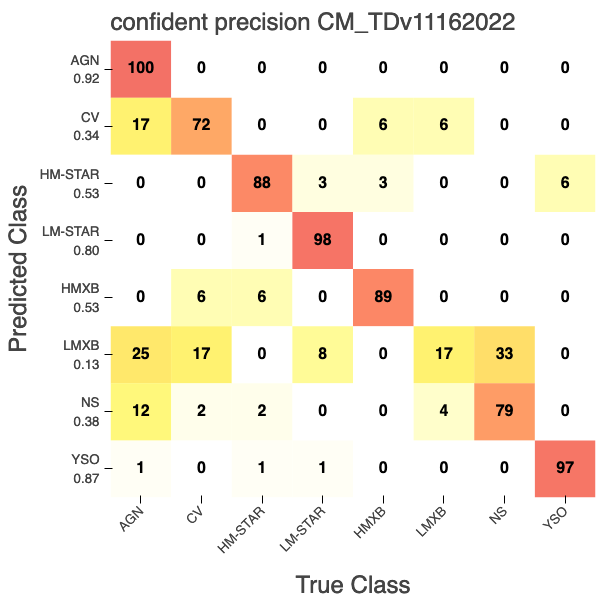 confident precision CM_TDv11162022
Predicted Class
AGN
0.92
100 0 0 0 0 0 0 0
CV
0.34
17 72 0 0 6 6 0 0
HM-STAR
0.53
0 0 88 3 3 0 0 6
LM-STAR
0.80
0 0 1 98 0 0 0 0
HMXB
0.53
0 6 6 0 89 0 0 0
LMXB
0.13
25 17 0 8 0 17 33 0
NS
0.38
12 2 2 0 0 4 79 0
YSO
0.87
1 0 1 1 0 0 0 97
AGN CV HM-STAR LM-STAR HMXB LMXB NS YSO
True Class